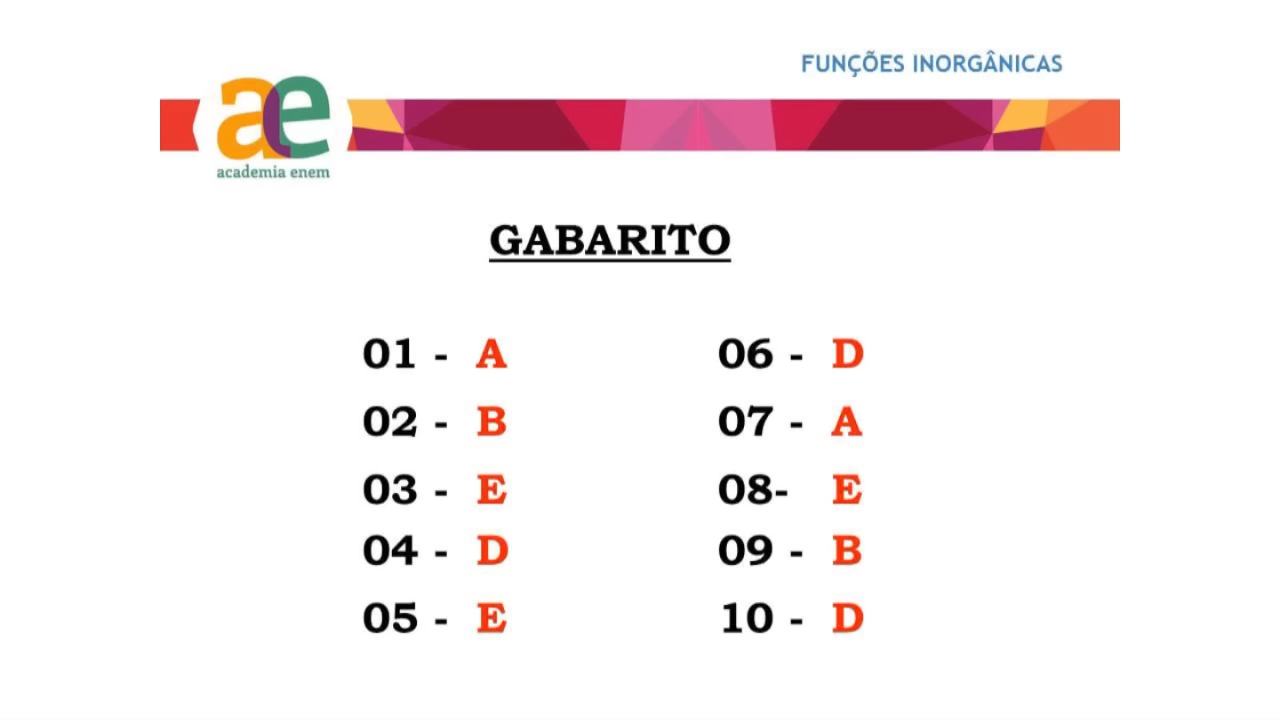 FUNÇÕES INORGÂNICAS
ae
academia enem
GABARITO
01 - A
02 - B
03 - E
04 - D
05 - E
06 - D
07 - A
08- E
09 - B
10 - D